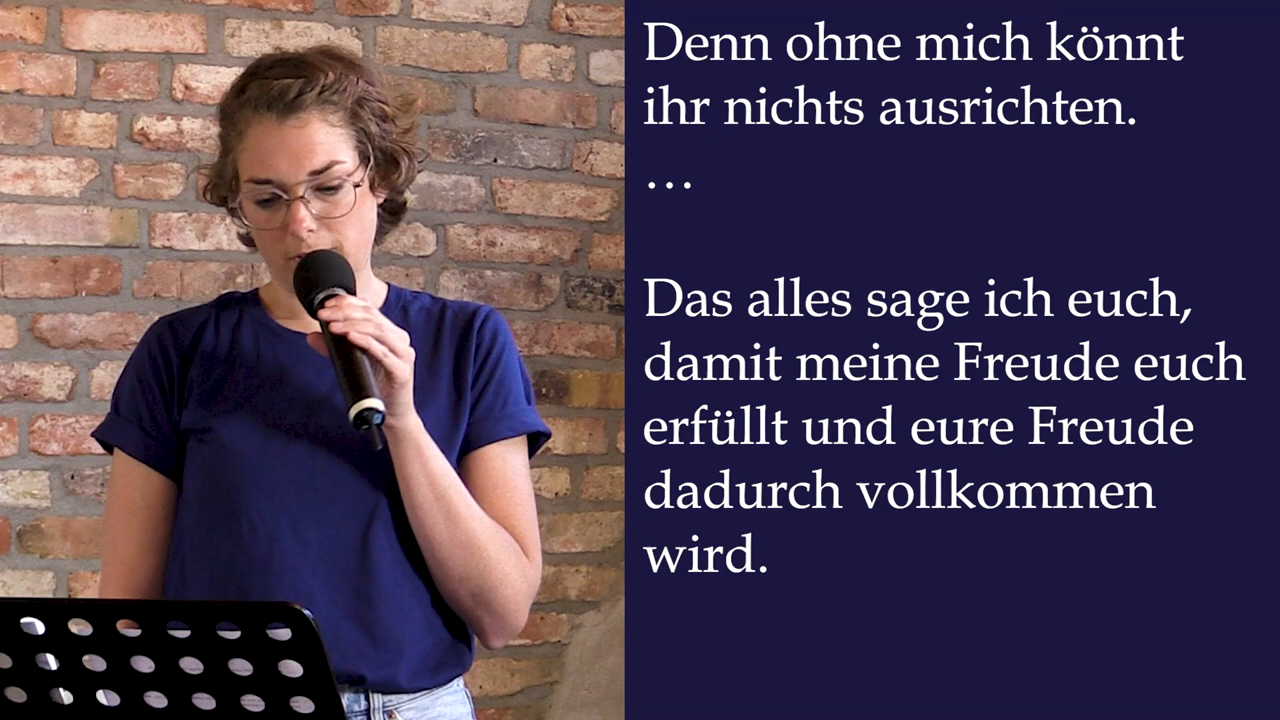 Denn ohne mich könnt
ihr nichts ausrichten.
…
Das alles sage ich euch,
damit meine Freude euch
erfüllt und eure Freude
dadurch vollkommen
wird.